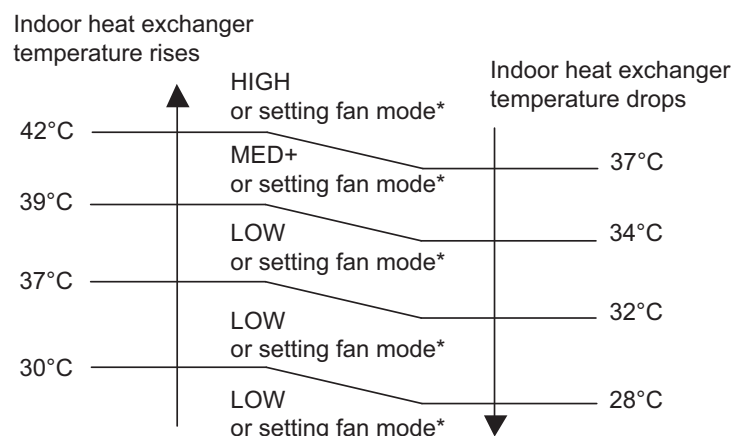 Indoor heat exchanger
temperature rises
Indoor heat exchanger
temperature drops
HIGH
or setting fan mode*
42°C
37°C
MED+
or setting fan mode*
39°C
34°C
LOW
or setting fan mode*
37°C
32°C
LOW
or setting fan mode*
30°C
28°C
LOW
or setting fan mode*